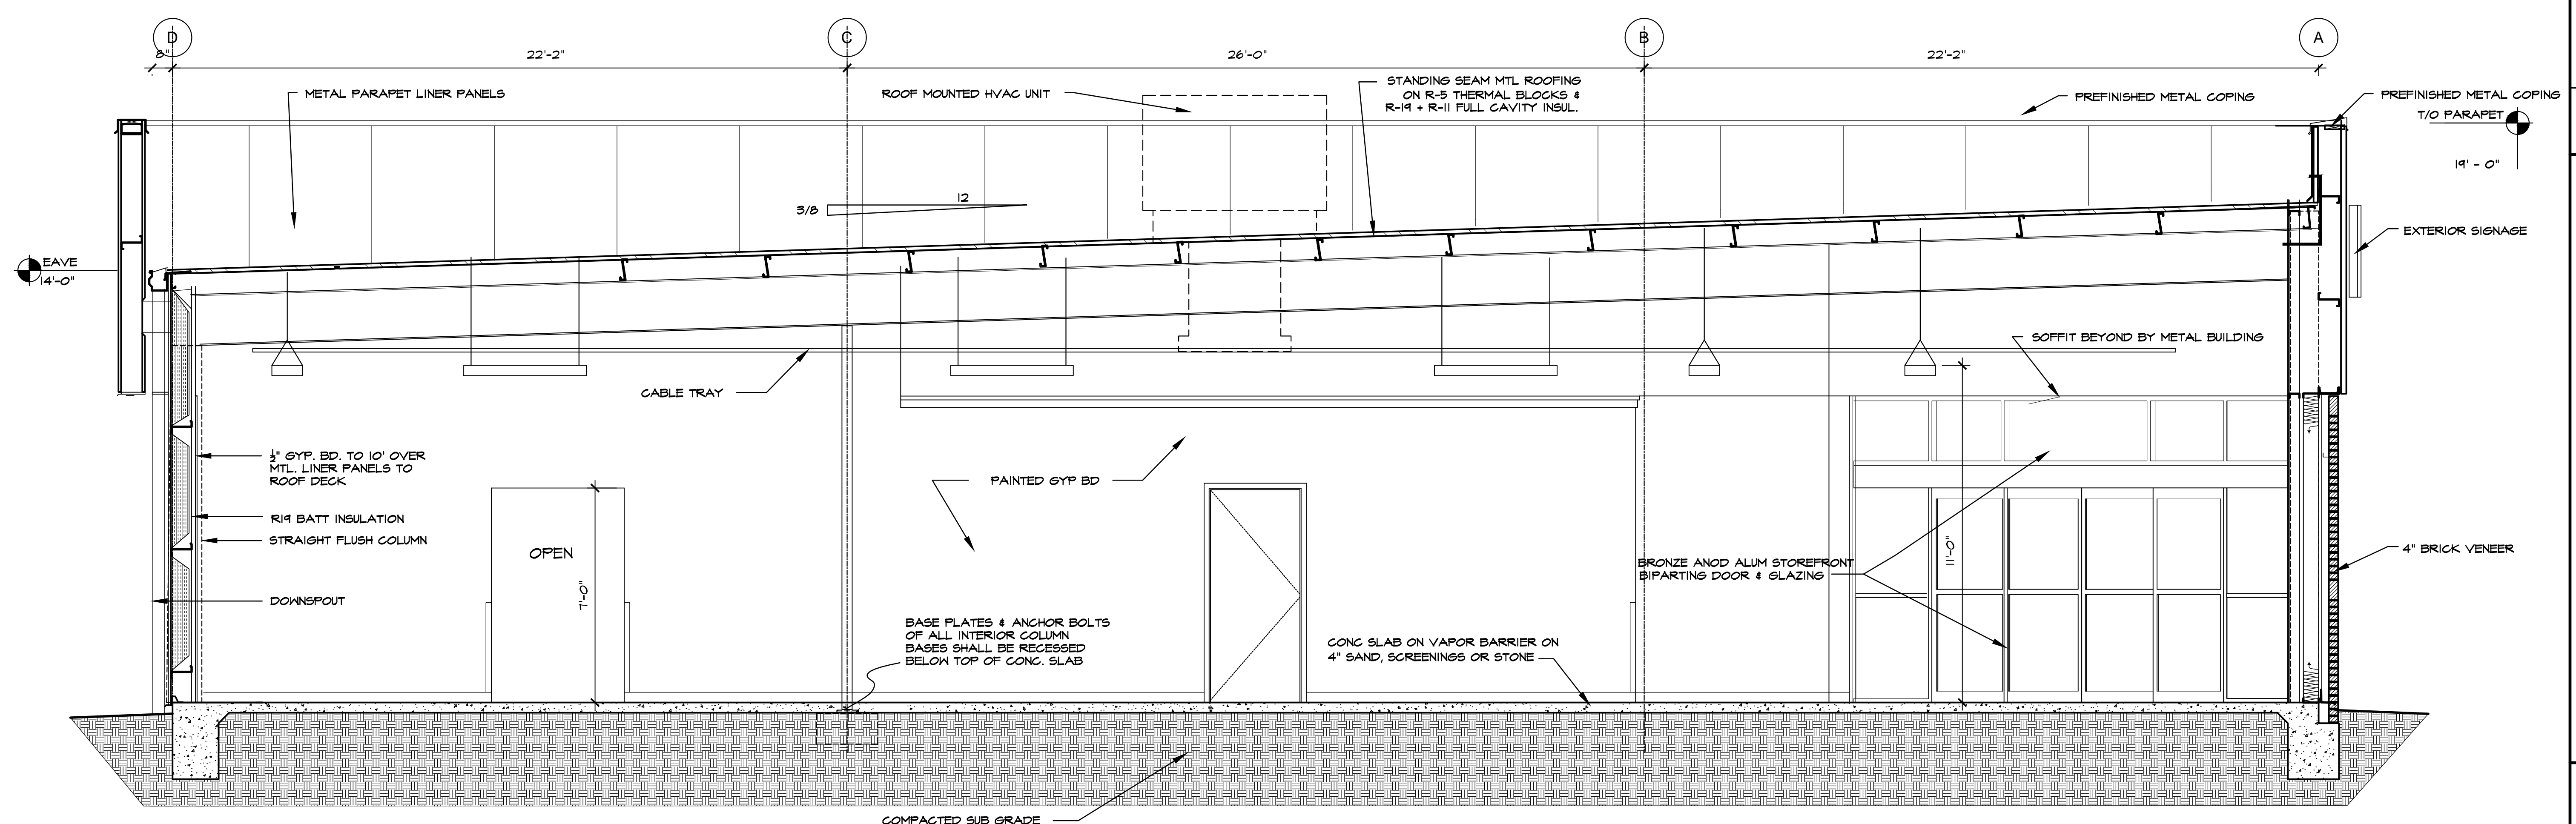 D
C
B
A
8"
22'-2"
26'-0"
22'-2"
METAL PARAPET LINER PANELS
ROOF MOUNTED HVAC UNIT
STANDING SEAM MTL ROOFING
ON R-5 THERMAL BLOCKS &
R-19 + R-11 FULL CAVITY INSUL.
PREFINISHED METAL COPING
PREFINISHED METAL COPING
T/O PARAPET
19' - 0"
3/8
12
EXTERIOR SIGNAGE
EAVE
14'-0"
SOFFIT BEYOND BY METAL BUILDING
CABLE TRAY
½" GYP. BD. TO 10' OVER
MTL. LINER PANELS TO
ROOF DECK
PAINTED GYP BD
R19 BATT INSULATION
STRAIGHT FLUSH COLUMN
OPEN
7'-0"
11'-0"
BRONZE ANOD ALUM STOREFRONT
BIPARTING DOOR & GLAZING
4" BRICK VENEER
DOWNSPOUT
BASE PLATES & ANCHOR BOLTS
OF ALL INTERIOR COLUMN
BASES SHALL BE RECESSED
BELOW TOP OF CONC. SLAB
CONC SLAB ON VAPOR BARRIER ON
4" SAND, SCREENINGS OR STONE
COMPACTED SUB GRADE